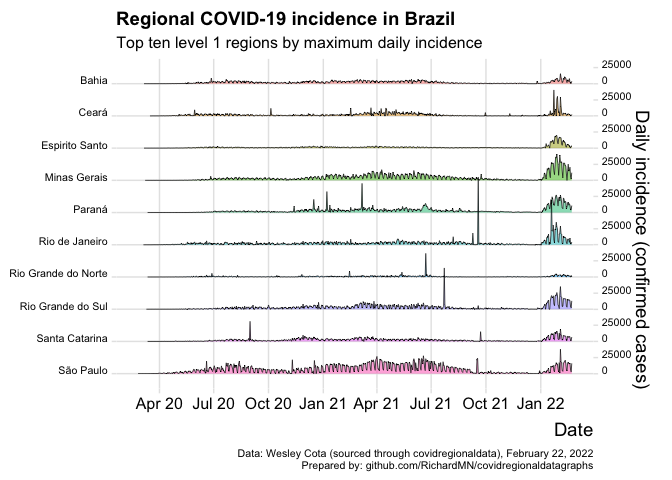 Regional COVID-19 incidence in Brazil
Top ten level 1 regions by maximum daily incidence
Bahia
Ceará
Espirito Santo
Minas Gerais
Paraná
Rio de Janeiro
Rio Grande do Norte
Rio Grande do Sul
Santa Catarina
São Paulo
25000
0
25000
0
25000
0
25000
0
25000
0
25000
0
25000
0
25000
0
25000
0
25000
0
Daily incidence (confirmed cases)
Apr 20 Jul 20 Oct 20 Jan 21 Apr 21 Jul 21 Oct 21 Jan 22
Date
Data: Wesley Cota (sourced through covidregionaldata), February 22, 2022
Prepared by: github.com/RichardMN/covidregionaldatagraphs